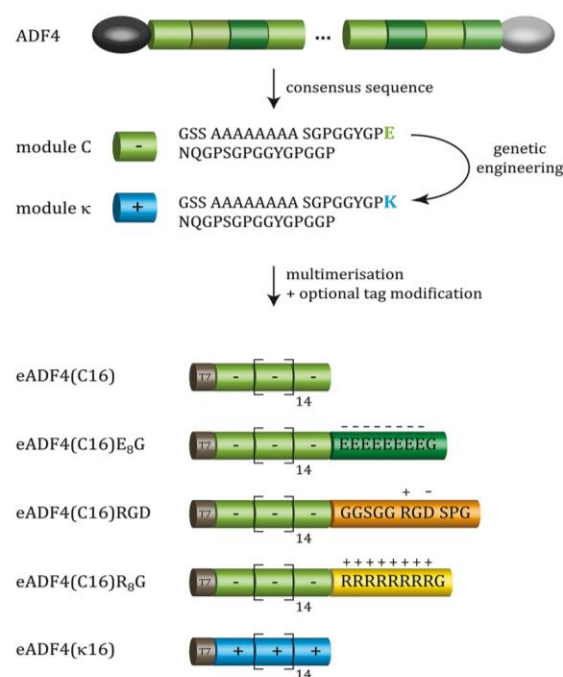 ADF4
...
consensus sequence
module C - GSS AAAAAAAA SGPGGYGPE
NQGPSGPGGYGPGGP
genetic
engineering
module κ + GSS AAAAAAAA SGPGGYGPK
NQGPSGPGGYGPGGP
multimerisation
+ optional tag modification
eADF4(C16) T7 - - -
14
- - - - - - - -
eADF4(C16)E₈G T7 - - - EEEEEEEEG
14
+ -
eADF4(C16)RGD T7 - - - GGSGG RGD SPG
14
+ + + + + + + +
eADF4(C16)R₈G T7 - - - RRRRRRRRG
14
eADF4(κ16) T7 + + +
14